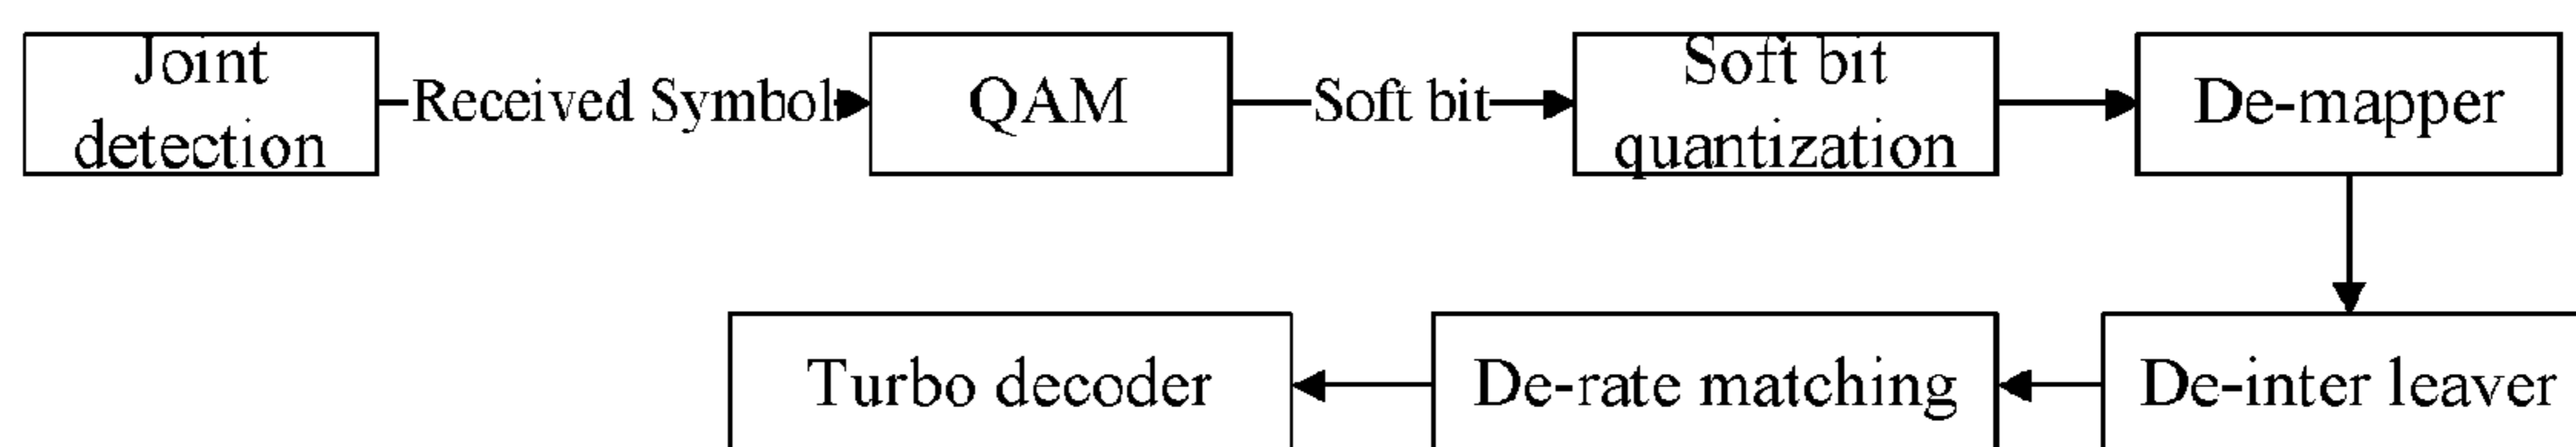 Joint
detection
Received Symbol
QAM
Soft bit
Soft bit
quantization
De-mapper
De-inter leaver
De-rate matching
Turbo decoder